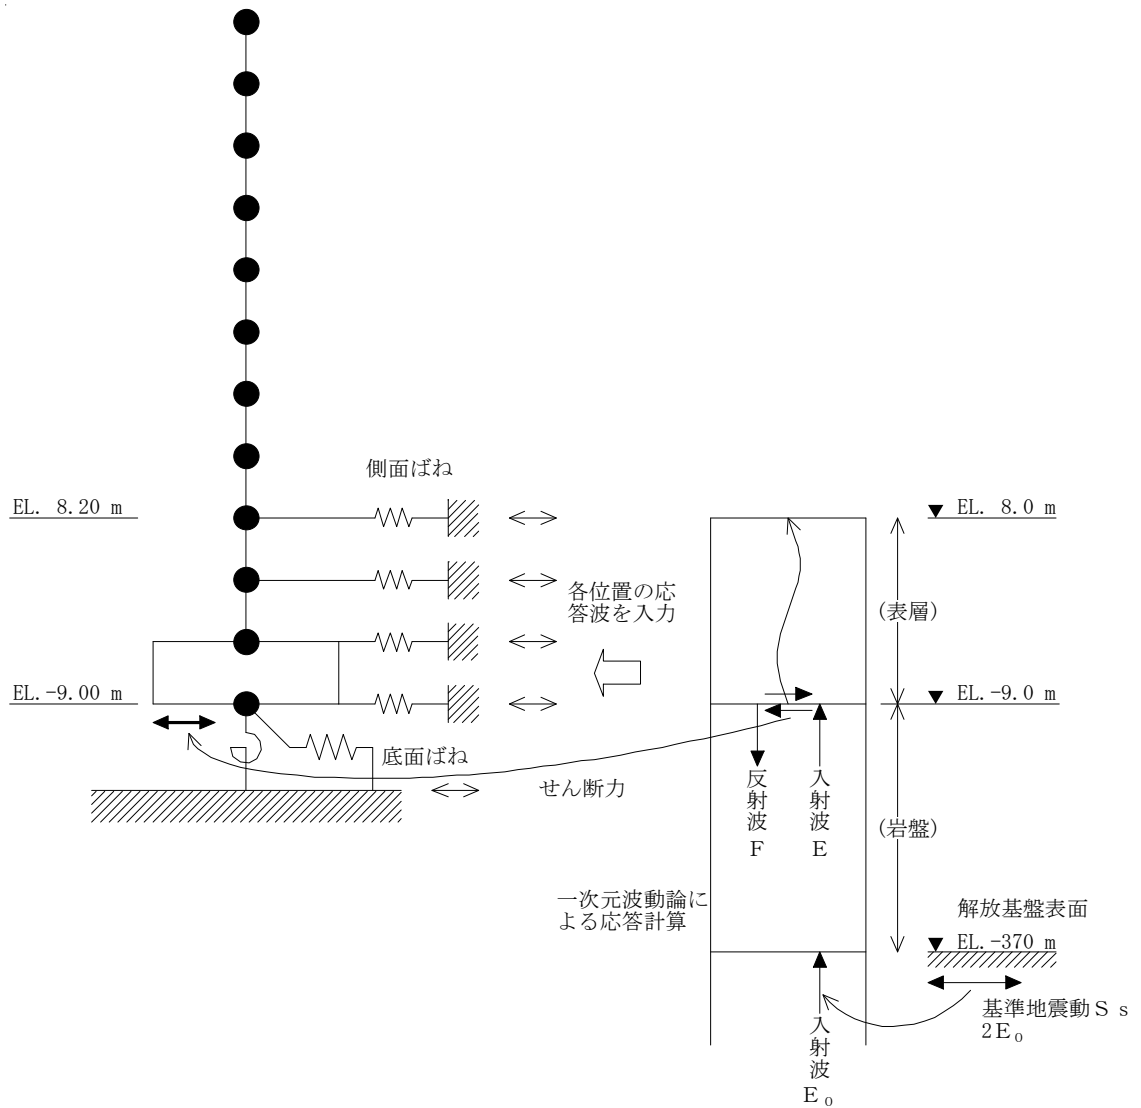 側面ばね
EL. 8.20 m
EL. 8.0 m
各位置の応
答波を入力
(表層)
EL.-9.00 m
EL.-9.0 m
底面ばね
せん断力
反射波F
入射波E
(岩盤)
一次元波動論に
よる応答計算
解放基盤表面
EL.-370 m
基準地震動Ss
2E₀
入射波E₀